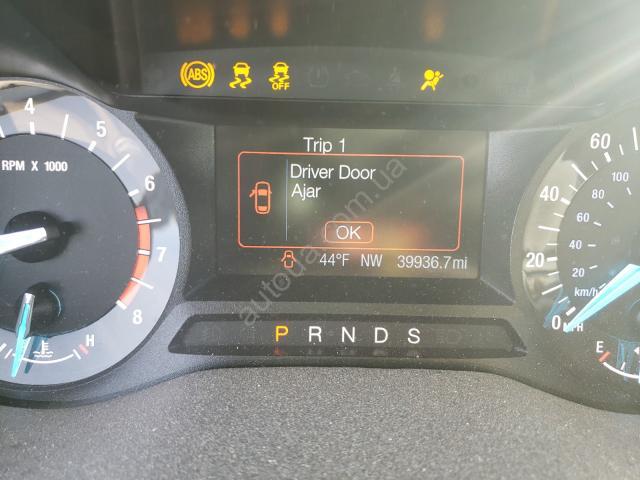 ABS
OFF
4
5
6
7
8
RPM X 1000
H
Trip 1
Driver Door
Ajar
OK
44°F NW 39936.7mi
P R N D S
60
40
20
0
MPH
100
80
60
40
20
km/h
E
autoua.com.ua